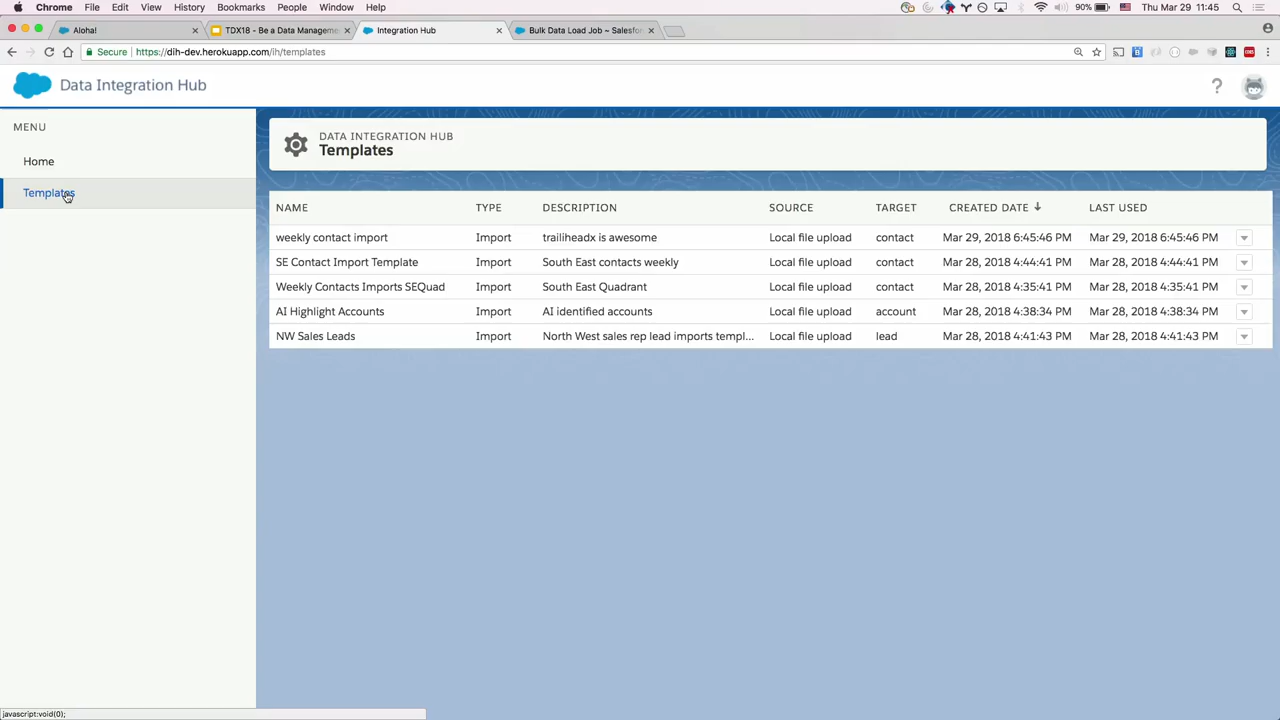 Chrome File Edit View History Bookmarks People Window Help 90% Thu Mar 29 11:45
Aloha! TDX18 - Be a Data Manageme Integration Hub Bulk Data Load Job ~ Salesfor
Secure https://dih-dev.herokuapp.com/ih/templates
Data Integration Hub
?
MENU
Home
Templates
DATA INTEGRATION HUB
Templates
NAME TYPE DESCRIPTION SOURCE TARGET CREATED DATE LAST USED
weekly contact import Import trailiheadx is awesome Local file upload contact Mar 29, 2018 6:45:46 PM Mar 29, 2018 6:45:46 PM
SE Contact Import Template Import South East contacts weekly Local file upload contact Mar 28, 2018 4:44:41 PM Mar 28, 2018 4:44:41 PM
Weekly Contacts Imports SEQuad Import South East Quadrant Local file upload contact Mar 28, 2018 4:35:41 PM Mar 28, 2018 4:35:41 PM
AI Highlight Accounts Import AI identified accounts Local file upload account Mar 28, 2018 4:38:34 PM Mar 28, 2018 4:38:34 PM
NW Sales Leads Import North West sales rep lead imports templ... Local file upload lead Mar 28, 2018 4:41:43 PM Mar 28, 2018 4:41:43 PM
javascript:void(0);